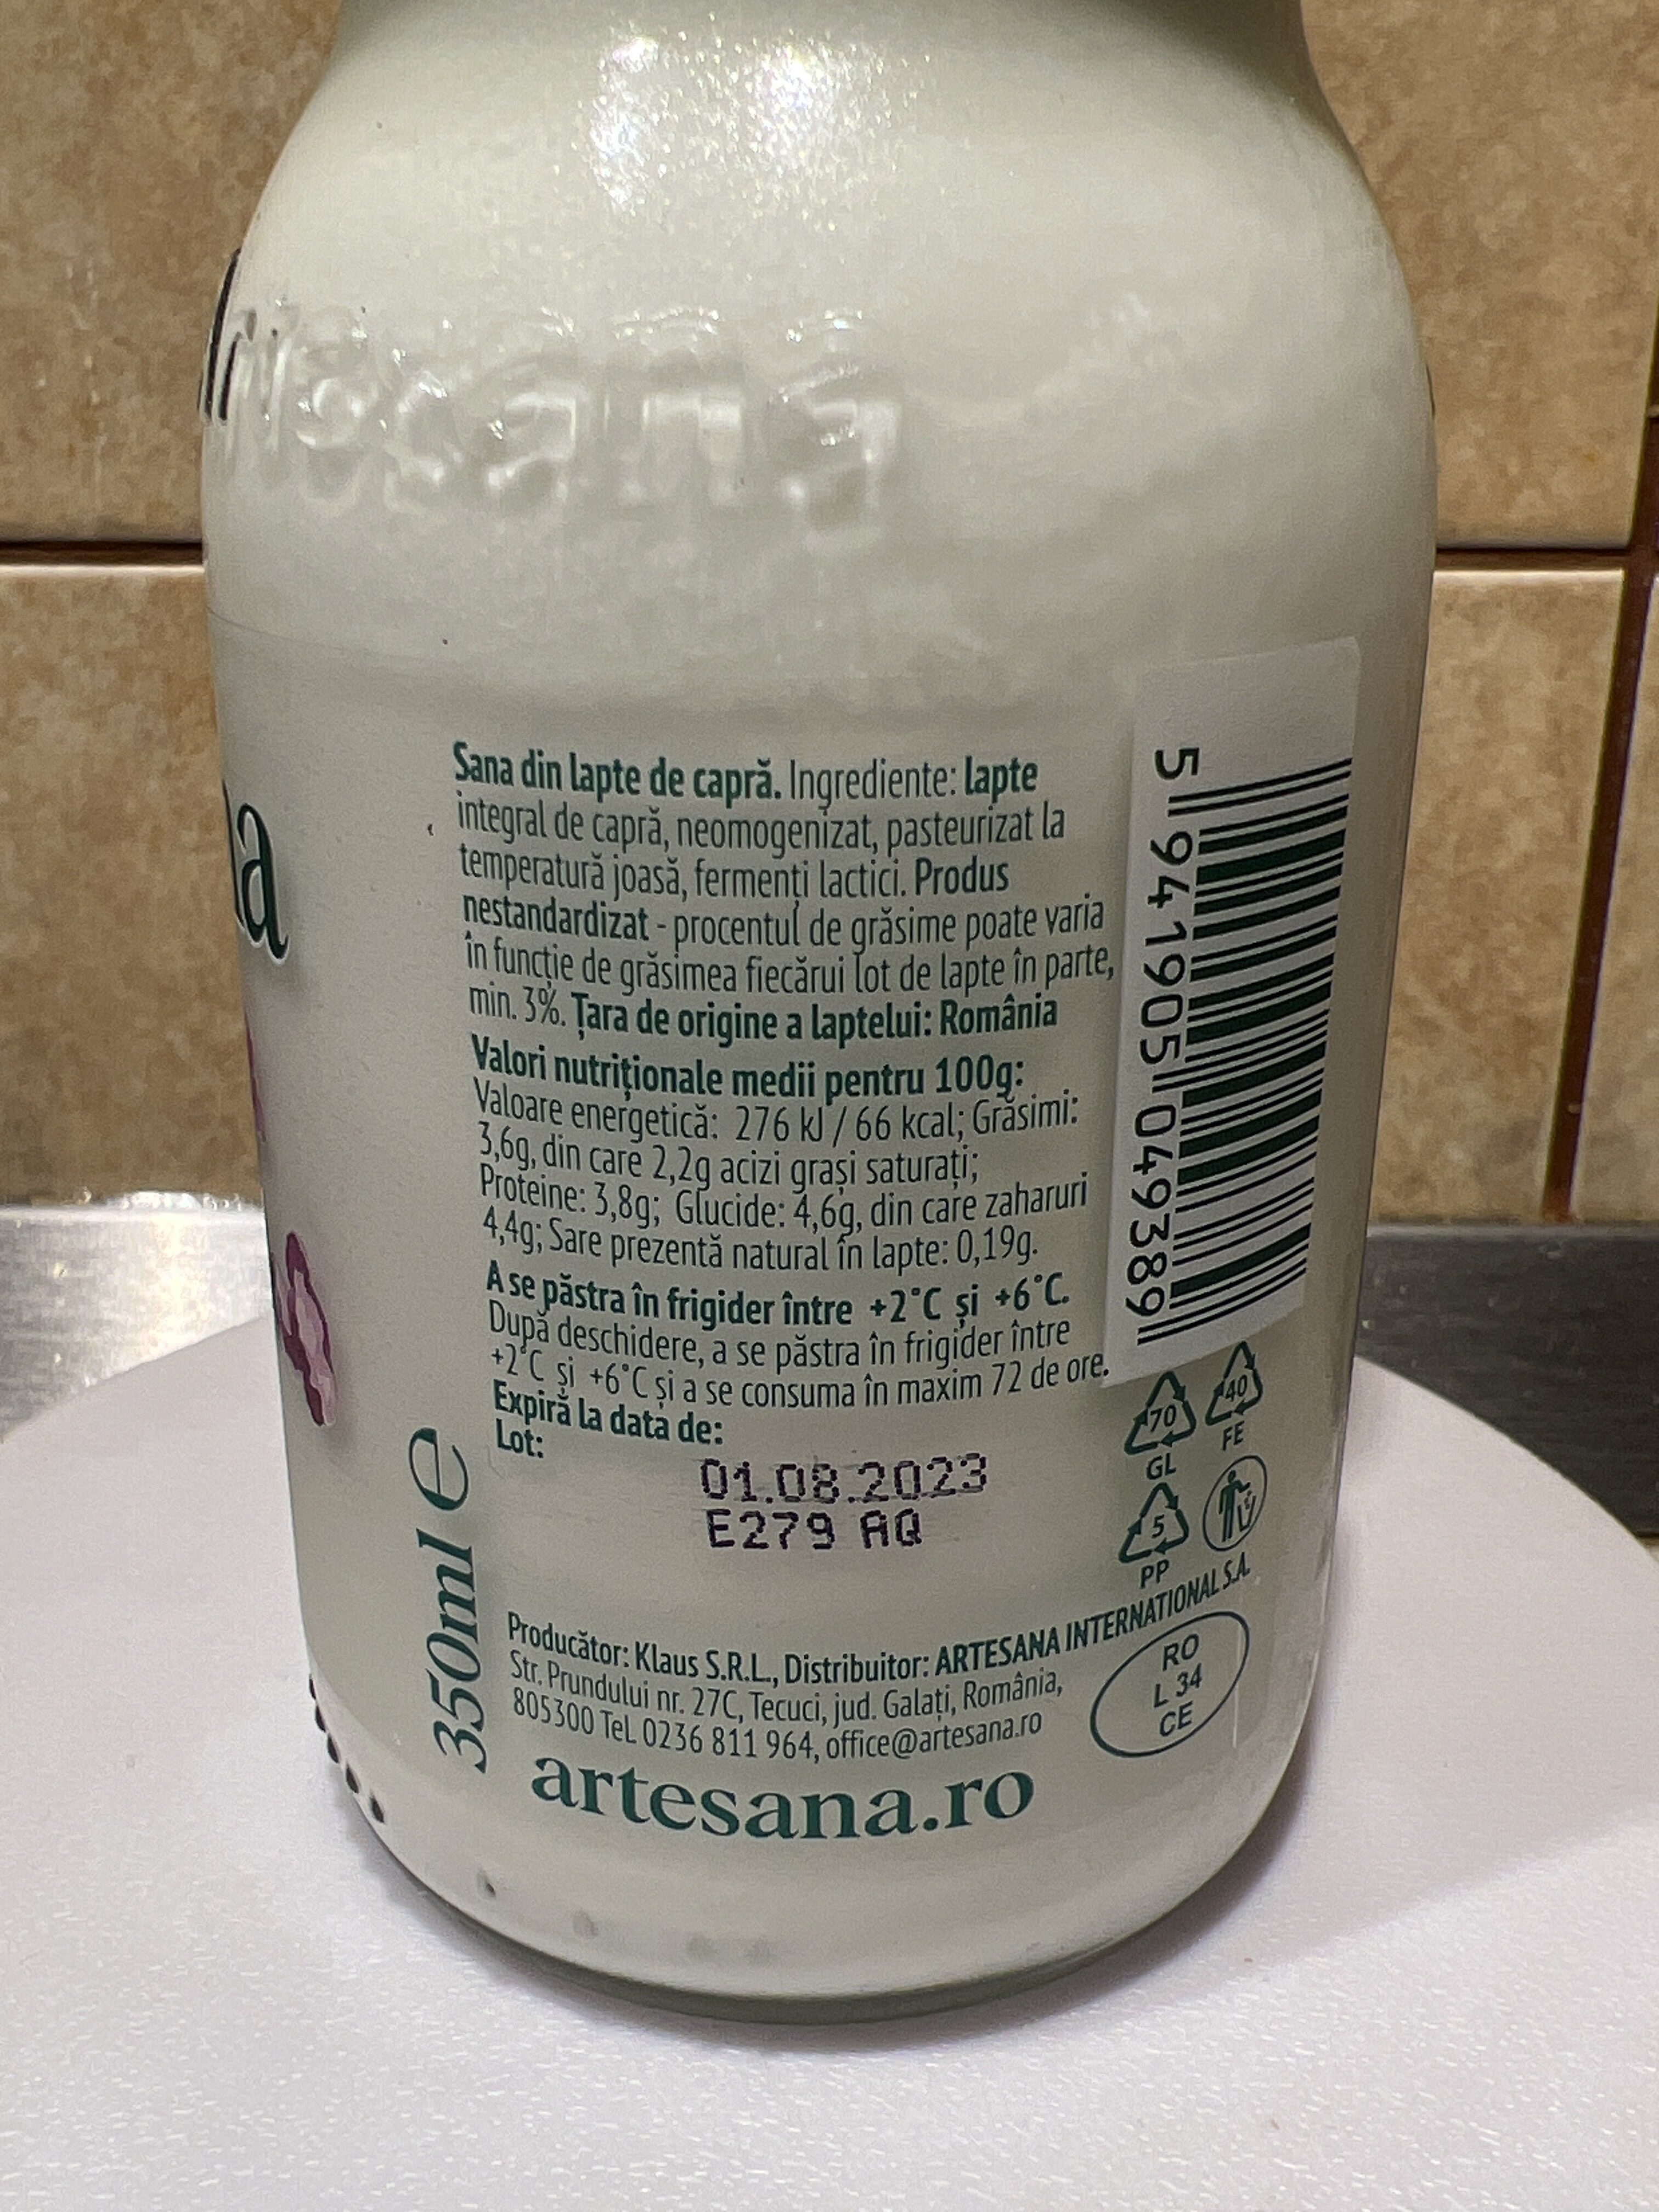 artesana
Sana din lapte de capră. Ingrediente: lapte
integral de capră, neomogenizat, pasteurizat la
temperatură joasă, fermenți lactici. Produs
nestandardizat - procentul de grăsime poate varia
în funcție de grăsimea fiecărui lot de lapte în parte,
min. 3%. Țara de origine a laptelui: România
Valori nutriționale medii pentru 100g:
Valoare energetică: 276 kJ / 66 kcal; Grăsimi:
3,6g, din care 2,2g acizi grași saturați;
Proteine: 3,8g; Glucide: 4,6g, din care zaharuri
4,4g; Sare prezentă natural în lapte: 0,19g.
A se păstra în frigider între +2°C și +6°C.
După deschidere, a se păstra în frigider între
+2°C și +6°C și a se consuma în maxim 72 de ore.
Expiră la data de:
Lot:
01.08.2023
E279 AQ
350ml e
5 941905 049389
70
GL
40
FE
5
PP
Producător: Klaus S.R.L., Distribuitor: ARTESANA INTERNATIONAL S.A.
Str. Prundului nr. 27C, Tecuci, jud. Galați, România,
805300 Tel. 0236 811 964, office@artesana.ro
RO
L 34
CE
artesana.ro